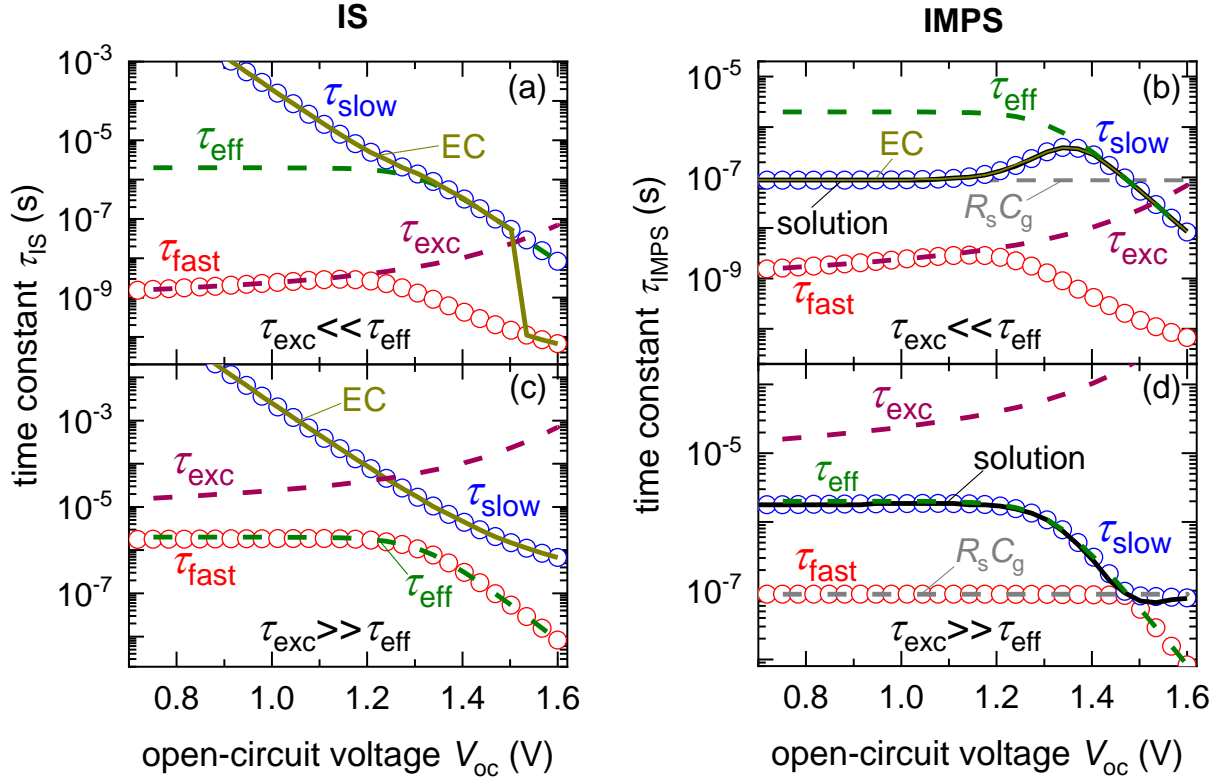 IS
IMPS
time constant τIS (s)
10-3
10-5
10-7
10-9
(a)
τslow
τeff
EC
τexc
τfast
τexc<<τeff
10-3
10-5
10-7
(c)
EC
τexc
τslow
τfast
τeff
τexc>>τeff
0.8 1.0 1.2 1.4 1.6
open-circuit voltage Voc (V)
time constant τIMPS (s)
10-5
10-7
10-9
(b)
τeff
τslow
EC
solution
RsCg
τexc
τfast
τexc<<τeff
10-5
10-7
(d)
τexc
solution
τeff
τslow
τfast
RsCg
τexc>>τeff
0.8 1.0 1.2 1.4 1.6
open-circuit voltage Voc (V)